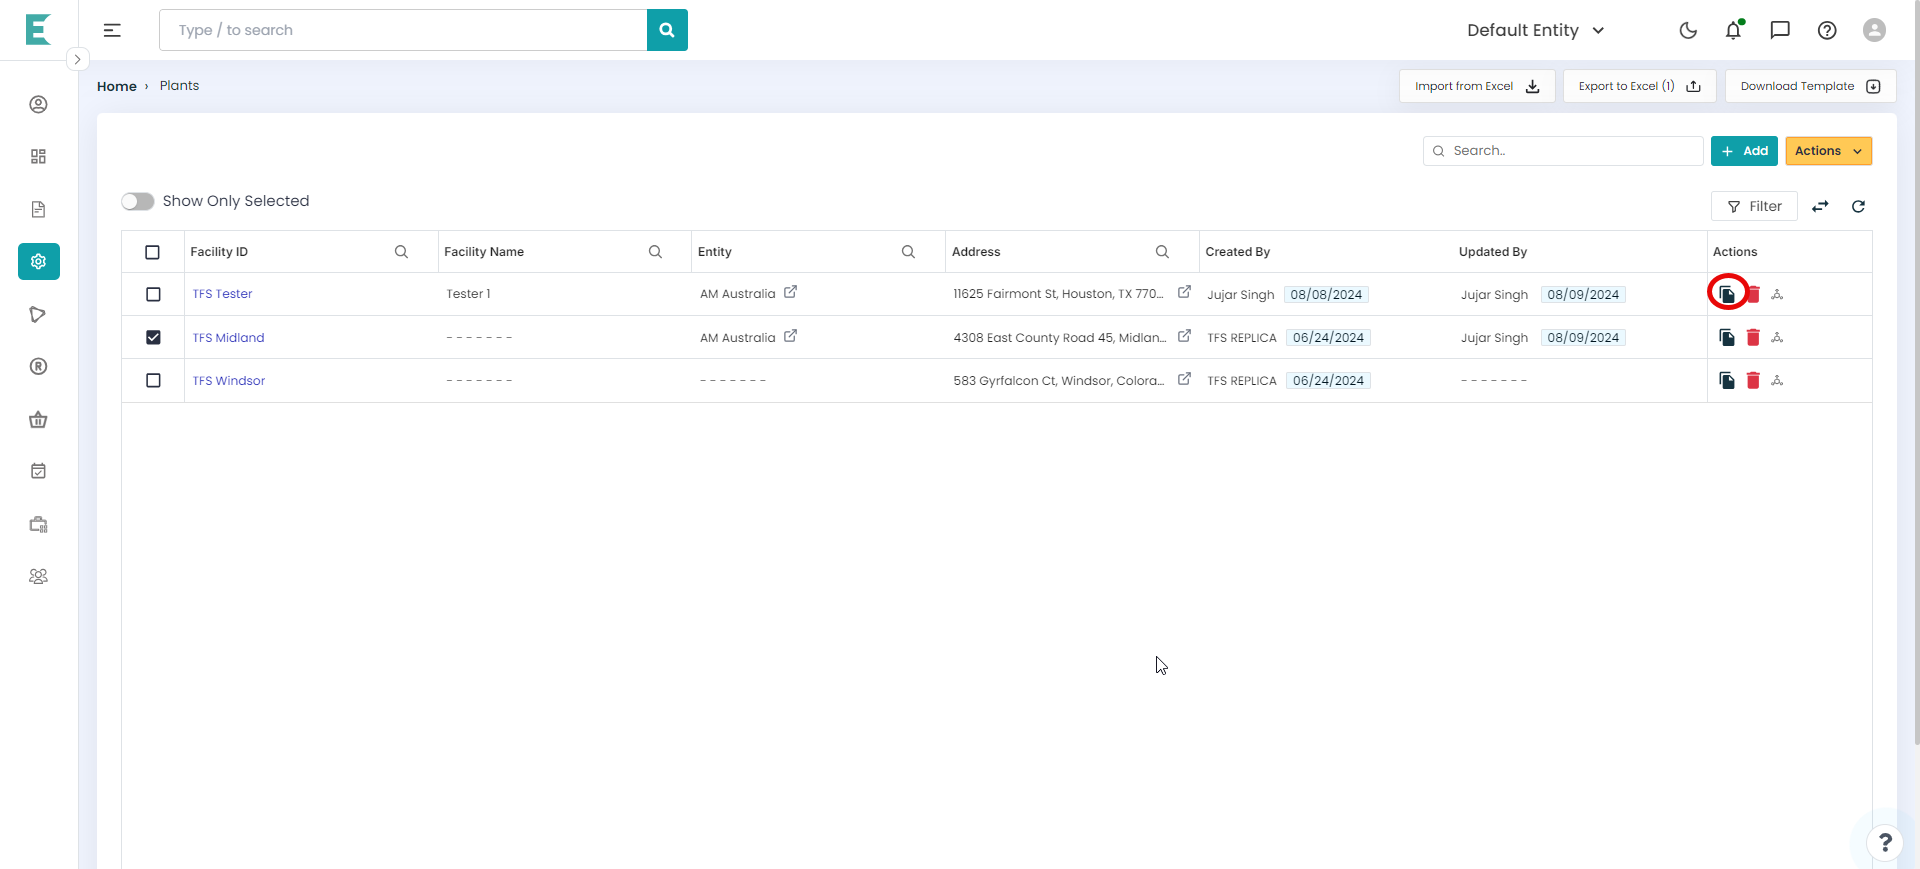 Type / to search
Default Entity
Home › Plants
Import from Excel
Export to Excel (1)
Download Template
Search..
+ Add
Actions
Show Only Selected
Filter
Facility ID Facility Name Entity Address Created By Updated By Actions
TFS Tester Tester 1 AM Australia 11625 Fairmont St, Houston, TX 770... Jujar Singh 08/08/2024 Jujar Singh 08/09/2024
TFS Midland - - - - - - - AM Australia 4308 East County Road 45, Midlan... TFS REPLICA 06/24/2024 Jujar Singh 08/09/2024
TFS Windsor - - - - - - - - - - - - - - 583 Gyrfalcon Ct, Windsor, Colora... TFS REPLICA 06/24/2024 - - - - - - -
?